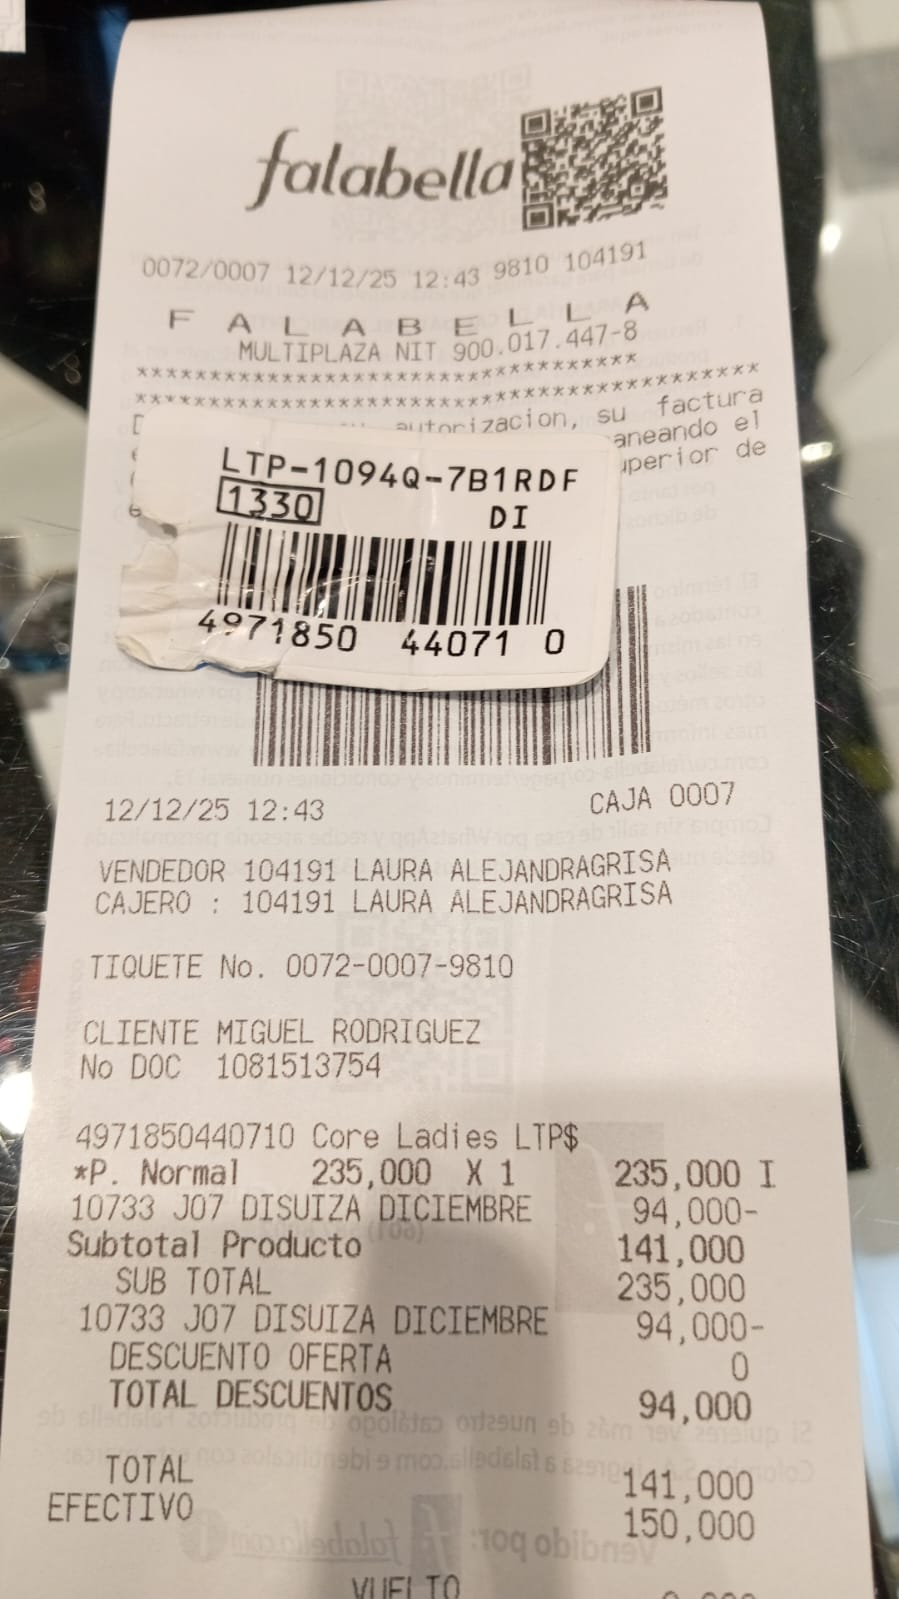 falabella
0072/0007 12/12/25 12:43 9810 104191
F A L A B E L L A
MULTIPLAZA NIT 900.017.447-8
***********************************
*******************************************
autorizacion, su factura
aneando el
uperior de
LTP-1094Q-7B1RDF
1330 DI
4971850 44071 0
12/12/25 12:43 CAJA 0007
VENDEDOR 104191 LAURA ALEJANDRAGRISA
CAJERO : 104191 LAURA ALEJANDRAGRISA
TIQUETE No. 0072-0007-9810
CLIENTE MIGUEL RODRIGUEZ
No DOC 1081513754
4971850440710 Core Ladies LTP$
*P. Normal 235,000 X 1 235,000 I
10733 J07 DISUIZA DICIEMBRE 94,000-
Subtotal Producto 141,000
SUB TOTAL 235,000
10733 J07 DISUIZA DICIEMBRE 94,000-
DESCUENTO OFERTA 0
TOTAL DESCUENTOS 94,000
TOTAL 141,000
EFECTIVO 150,000
VUELTO